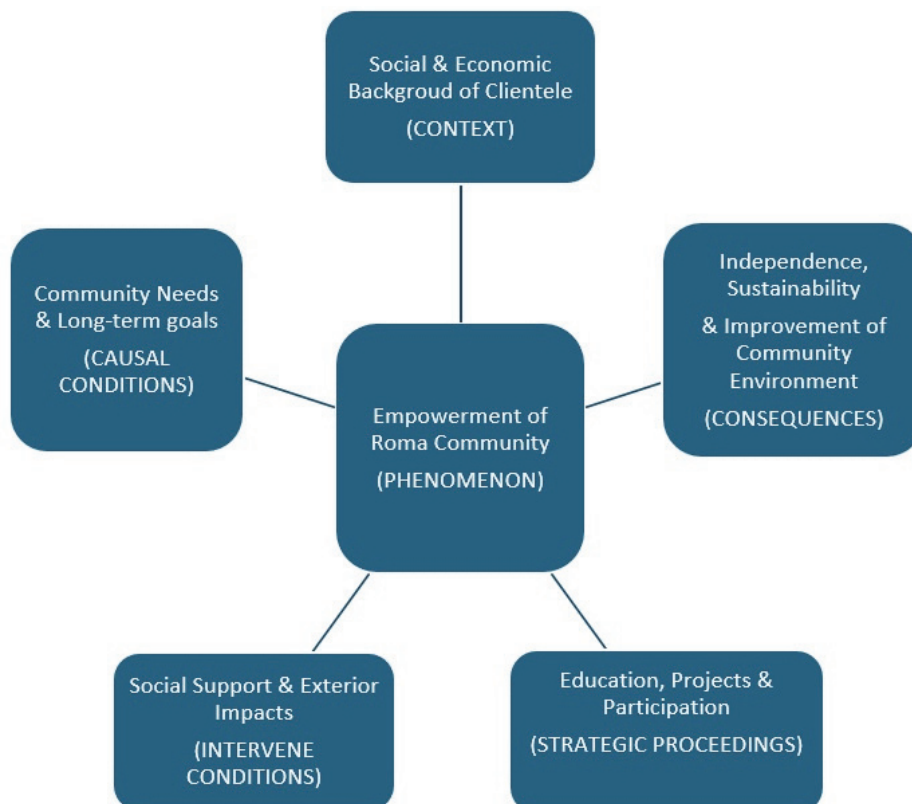 Social & Economic
Backgroud of Clientele
(CONTEXT)
Community Needs
& Long-term goals
(CAUSAL
CONDITIONS)
Independence,
Sustainability
& Improvement of
Community
Environment
(CONSEQUENCES)
Empowerment of
Roma Community
(PHENOMENON)
Social Support & Exterior
Impacts
(INTERVENE
CONDITIONS)
Education, Projects &
Participation
(STRATEGIC PROCEEDINGS)